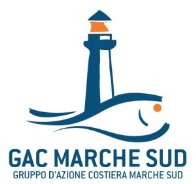 GAC MARCHE SUD
GRUPPO D'AZIONE COSTIERA MARCHE SUD